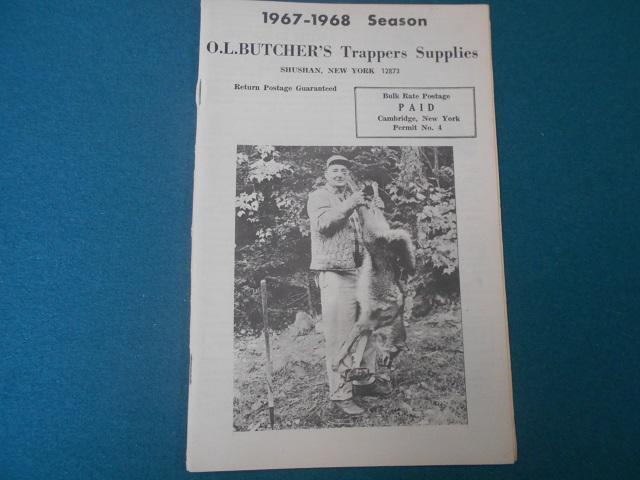 1967-1968 Season
O.L.BUTCHER'S Trappers Supplies
SHUSHAN, NEW YORK 12873
Return Postage Guaranteed
Bulk Rate Postage
PAID
Cambridge, New York
Permit No. 4